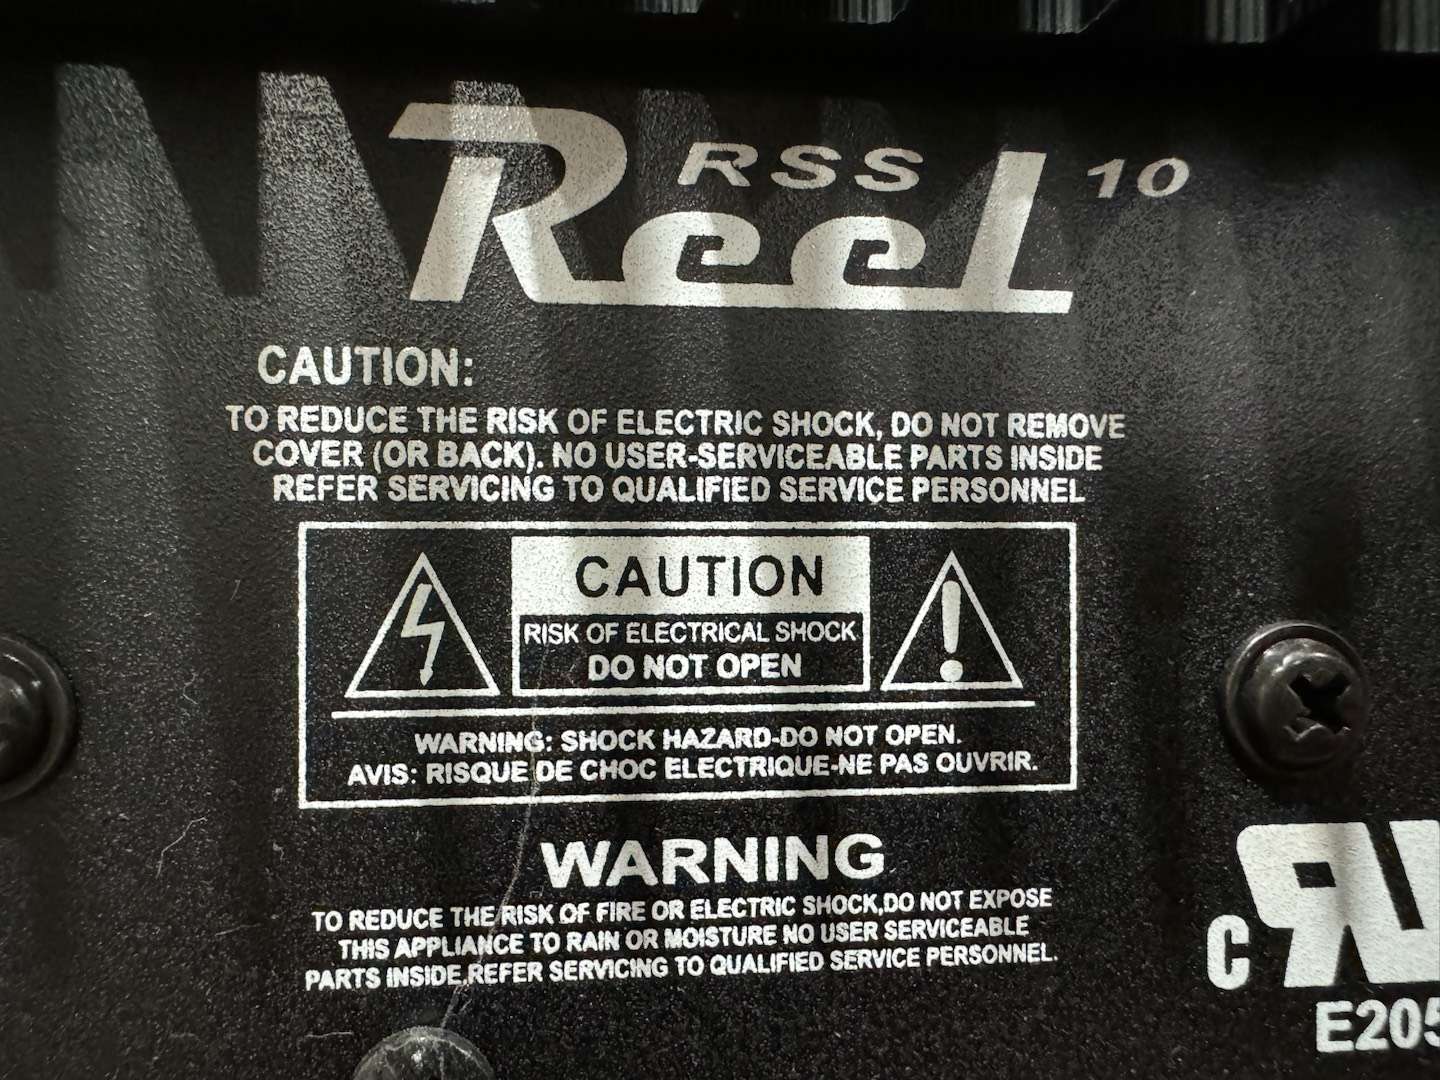 RSS
Reel 10
CAUTION:
TO REDUCE THE RISK OF ELECTRIC SHOCK, DO NOT REMOVE
COVER (OR BACK). NO USER-SERVICEABLE PARTS INSIDE
REFER SERVICING TO QUALIFIED SERVICE PERSONNEL
CAUTION
RISK OF ELECTRICAL SHOCK
DO NOT OPEN
WARNING: SHOCK HAZARD-DO NOT OPEN.
AVIS: RISQUE DE CHOC ELECTRIQUE-NE PAS OUVRIR.
WARNING
TO REDUCE THE RISK OF FIRE OR ELECTRIC SHOCK,DO NOT EXPOSE
THIS APPLIANCE TO RAIN OR MOISTURE NO USER SERVICEABLE
PARTS INSIDE,REFER SERVICING TO QUALIFIED SERVICE PERSONNEL.
C
E205